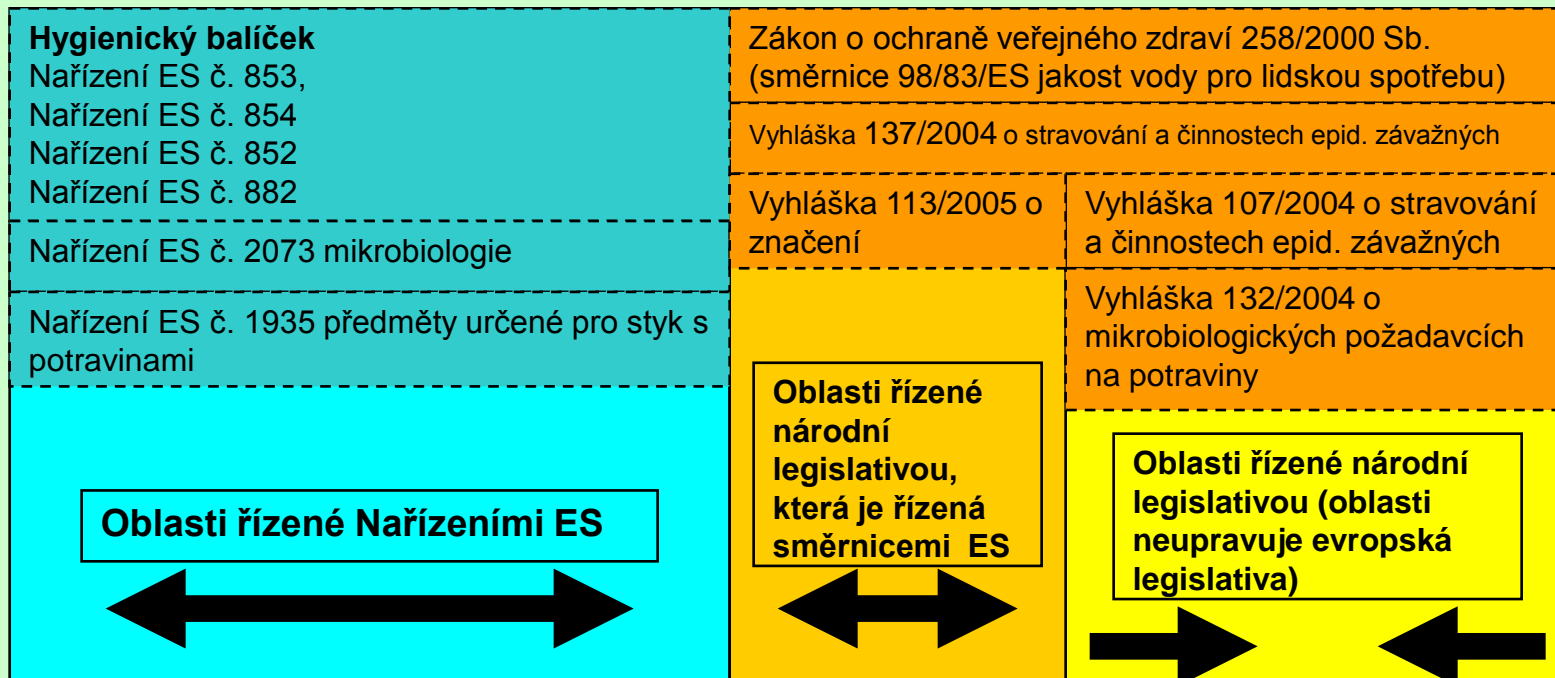 Hygienický balíček
Nařízení ES č. 853,
Nařízení ES č. 854
Nařízení ES č. 852
Nařízení ES č. 882
Nařízení ES č. 2073 mikrobiologie
Nařízení ES č. 1935 předměty určené pro styk s
potravinami
Oblasti řízené Nařízeními ES
Zákon o ochraně veřejného zdraví 258/2000 Sb.
(směrnice 98/83/ES jakost vody pro lidskou spotřebu)
Vyhláška 137/2004 o stravování a činnostech epid. závažných
Vyhláška 113/2005 o
značení
Oblasti řízené
národní
legislativou,
která je řízená
směrnicemi  ES
Vyhláška 107/2004 o stravování
a činnostech epid. závažných
Vyhláška 132/2004 o
mikrobiologických požadavcích
na potraviny
Oblasti řízené národní
legislativou (oblasti
neupravuje evropská
legislativa)